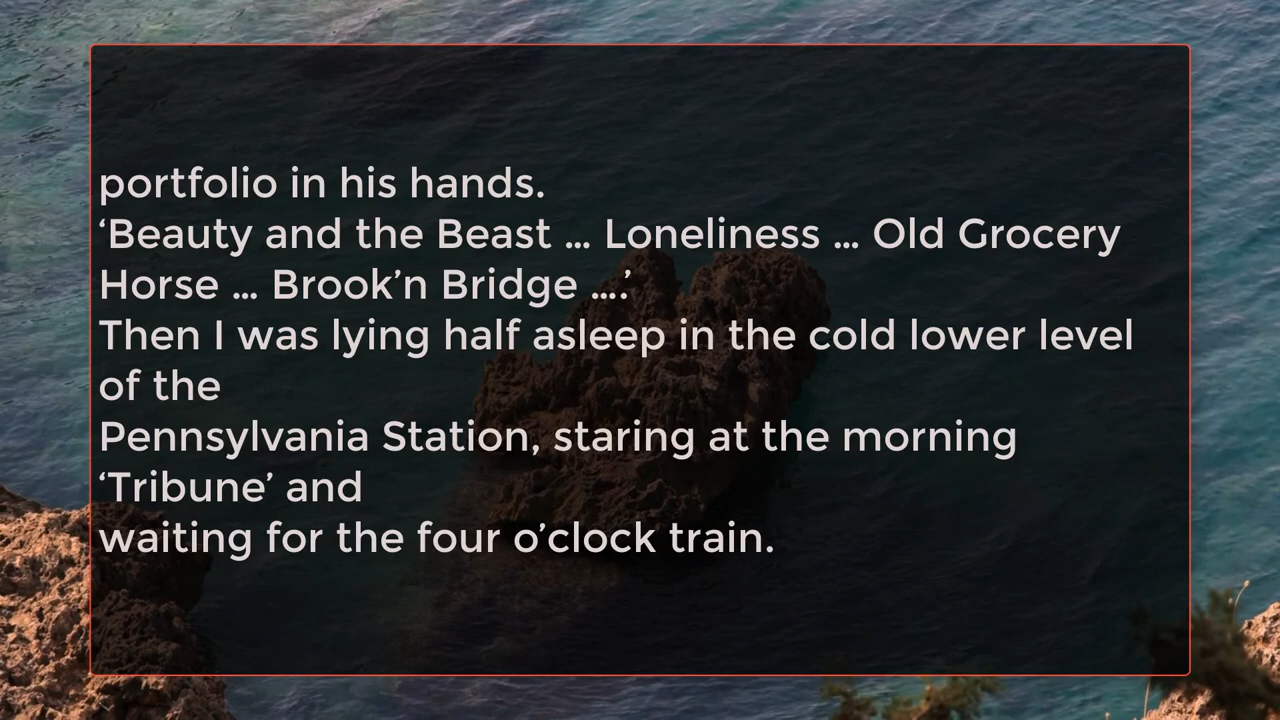 portfolio in his hands.
‘Beauty and the Beast … Loneliness … Old Grocery
Horse … Brook’n Bridge ….’
Then I was lying half asleep in the cold lower level
of the
Pennsylvania Station, staring at the morning
‘Tribune’ and
waiting for the four o’clock train.